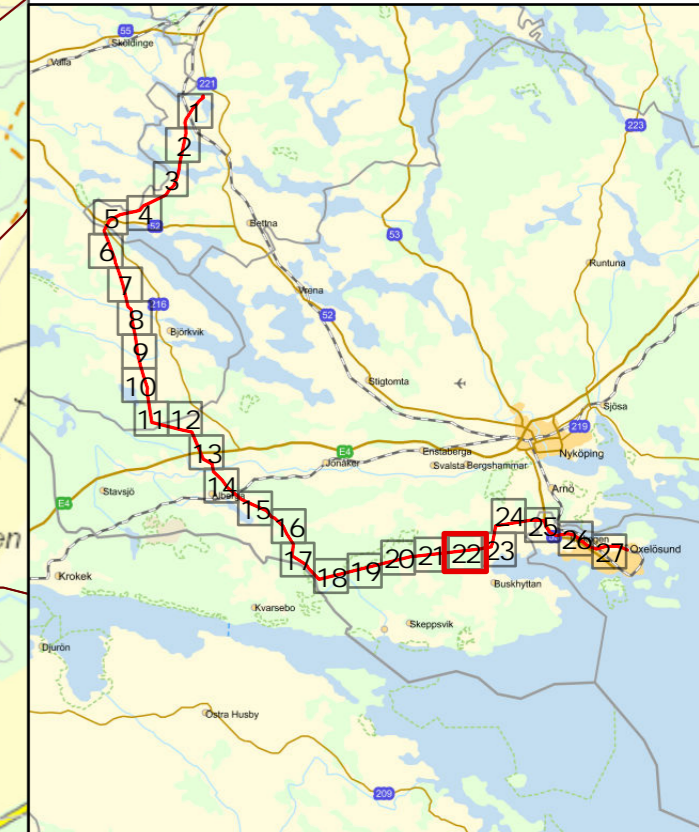 55
Sköldinge
Valla
221
1
223
2
3
5
4
52
Bettna
53
6
Runtuna
7
Vrena
216
52
8
Björkvik
9
10
Stigtomta
11
12
Sjösa
219
13
E4
Enstaberga
Nyköping
Jönåker
Svalsta
Bergshammar
14
Stavsjö
Ålberga
Arnö
E4
15
24
16
25
en
26
Oxelösund
17
20
21
22
23
27
18
19
Krokek
Buskhyttan
Kvarsebo
Skeppsvik
Djurön
Östra Husby
209